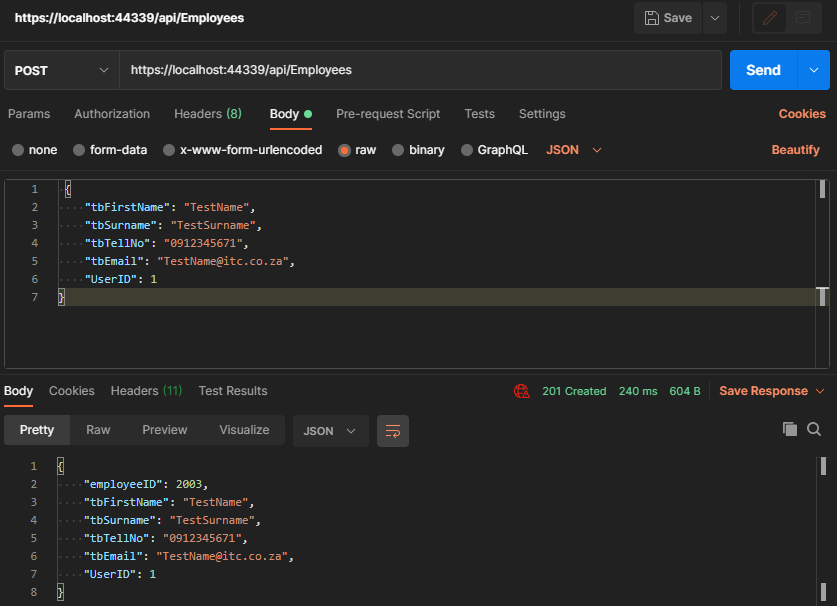 https://localhost:44339/api/Employees Save
POST https://localhost:44339/api/Employees Send
Params Authorization Headers (8) Body Pre-request Script Tests Settings Cookies
none form-data x-www-form-urlencoded raw binary GraphQL JSON Beautify
1 {
2 "tbFirstName": "TestName",
3 "tbSurname": "TestSurname",
4 "tbTellNo": "0912345671",
5 "tbEmail": "TestName@itc.co.za",
6 "UserID": 1
7 }
Body Cookies Headers (11) Test Results 201 Created 240 ms 604 B Save Response
Pretty Raw Preview Visualize JSON
1 {
2 "employeeID": 2003,
3 "tbFirstName": "TestName",
4 "tbSurname": "TestSurname",
5 "tbTellNo": "0912345671",
6 "tbEmail": "TestName@itc.co.za",
7 "UserID": 1
8 }